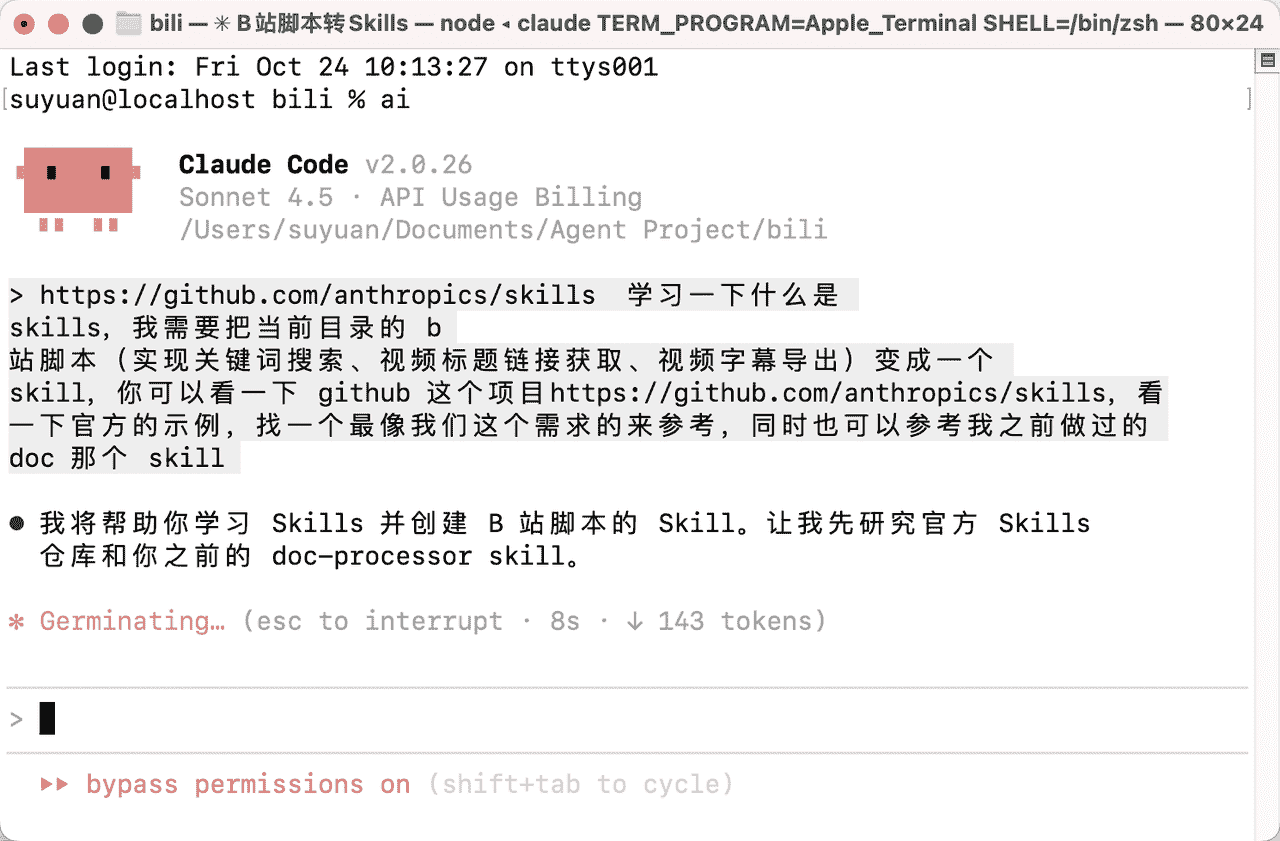 bili — ✳ B站脚本转Skills — node ◂ claude TERM_PROGRAM=Apple_Terminal SHELL=/bin/zsh — 80×24
Last login: Fri Oct 24 10:13:27 on ttys001
[suyuan@localhost bili % ai ]
Claude Code v2.0.26
Sonnet 4.5 · API Usage Billing
/Users/suyuan/Documents/Agent Project/bili
> https://github.com/anthropics/skills  学习一下什么是
skills，我需要把当前目录的 b
站脚本（实现关键词搜索、视频标题链接获取、视频字幕导出）变成一个
skill，你可以看一下 github 这个项目https://github.com/anthropics/skills，看
一下官方的示例，找一个最像我们这个需求的来参考，同时也可以参考我之前做过的
doc 那个 skill
● 我将帮助你学习 Skills 并创建 B 站脚本的 Skill。让我先研究官方 Skills
仓库和你之前的 doc-processor skill。
✻ Germinating… (esc to interrupt · 8s · ↓ 143 tokens)
>
⏵⏵ bypass permissions on (shift+tab to cycle)